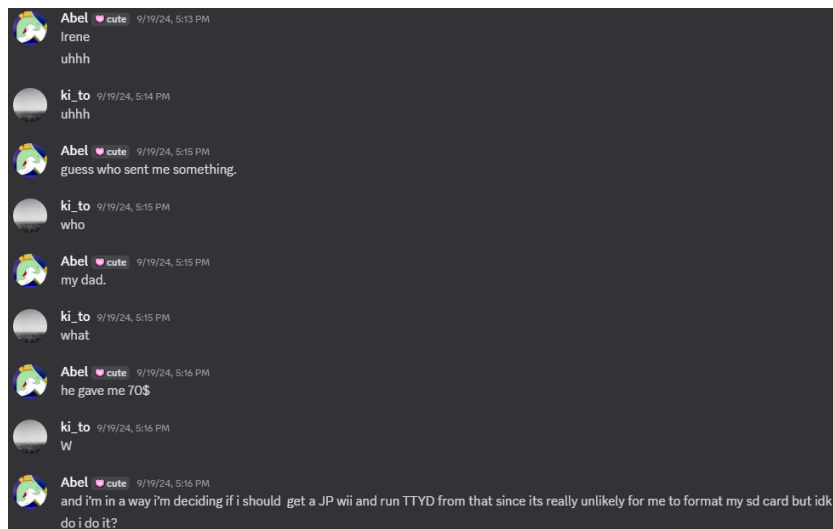 Abel cute 9/19/24, 5:13 PM
Irene
uhhh
ki_to 9/19/24, 5:14 PM
uhhh
Abel cute 9/19/24, 5:15 PM
guess who sent me something.
ki_to 9/19/24, 5:15 PM
who
Abel cute 9/19/24, 5:15 PM
my dad.
ki_to 9/19/24, 5:15 PM
what
Abel cute 9/19/24, 5:16 PM
he gave me 70$
ki_to 9/19/24, 5:16 PM
W
Abel cute 9/19/24, 5:16 PM
and i'm in a way i'm deciding if i should get a JP wii and run TTYD from that since its really unlikely for me to format my sd card but idk
do i do it?